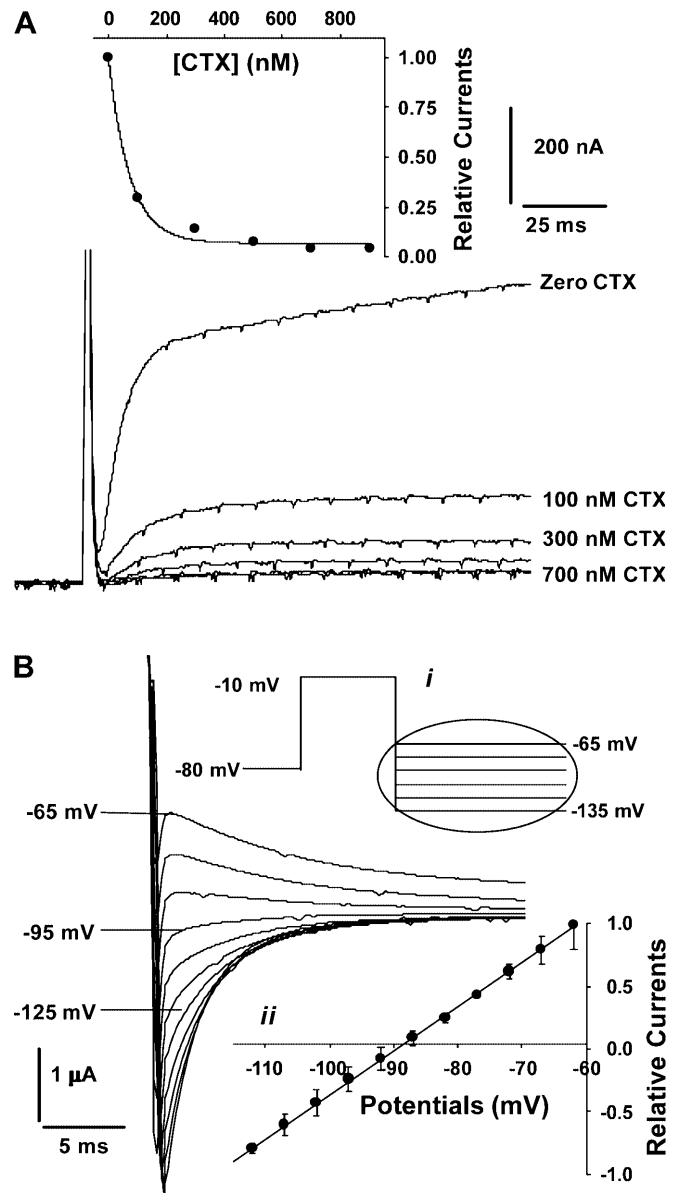 A
0 200 400 600 800
[CTX] (nM)
1.00
0.75
0.50
0.25
0.00
Relative Currents
200 nA
25 ms
Zero CTX
100 nM CTX
300 nM CTX
700 nM CTX
B
i
-10 mV
-80 mV
-65 mV
-135 mV
-65 mV
-95 mV
-125 mV
1 μA
5 ms
ii
1.0
0.5
0.0
-0.5
-1.0
Relative Currents
-110 -100 -90 -80 -70 -60
Potentials (mV)